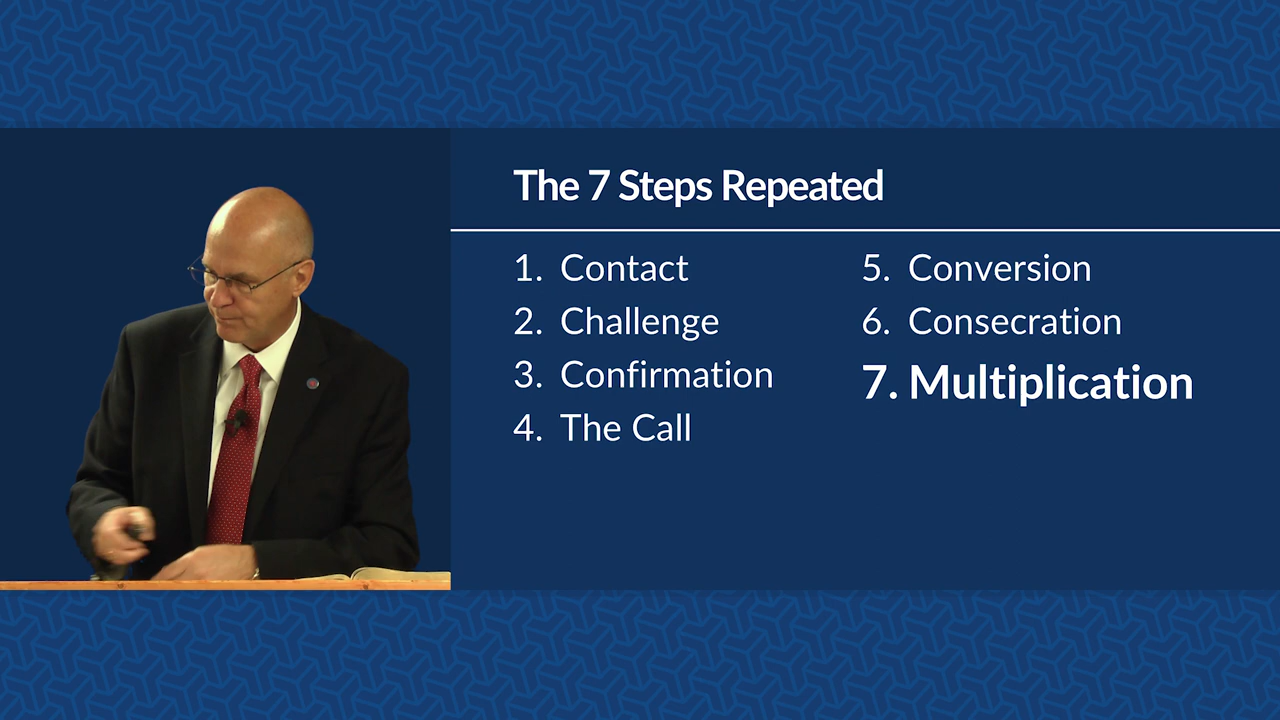 The 7 Steps Repeated
1. Contact
2. Challenge
3. Confirmation
4. The Call
5. Conversion
6. Consecration
7. Multiplication